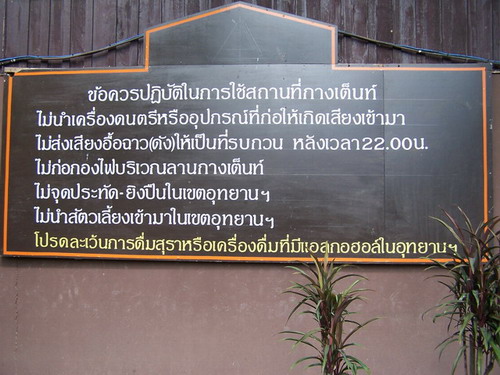 ข้อควรปฏิบัติในการใช้สถานที่กางเต็นท์
ไม่นำเครื่องดนตรีหรืออุปกรณ์ที่ก่อให้เกิดเสียงเข้ามา
ไม่ส่งเสียงอื้อฉาว(ดัง)ให้เป็นที่รบกวน หลังเวลา22.00น.
ไม่ก่อกองไฟบริเวณลานกางเต็นท์
ไม่จุดประทัด-ยิงปืนในเขตอุทยานฯ
ไม่นำสัตว์เลี้ยงเข้ามาในเขตอุทยานฯ
โปรดละเว้นการดื่มสุราหรือเครื่องดื่มที่มีแอลกอฮอล์ในอุทยานฯ